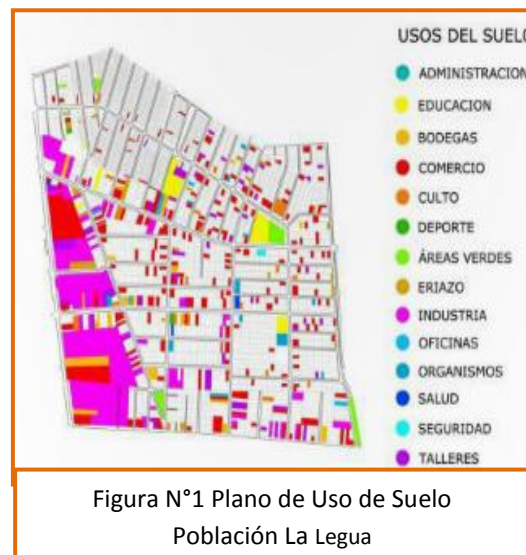 USOS DEL SUELO
ADMINISTRACION
EDUCACION
BODEGAS
COMERCIO
CULTO
DEPORTE
ÁREAS VERDES
ERIAZO
INDUSTRIA
OFICINAS
ORGANISMOS
SALUD
SEGURIDAD
TALLERES
Figura N°1 Plano de Uso de Suelo
Población La Legua